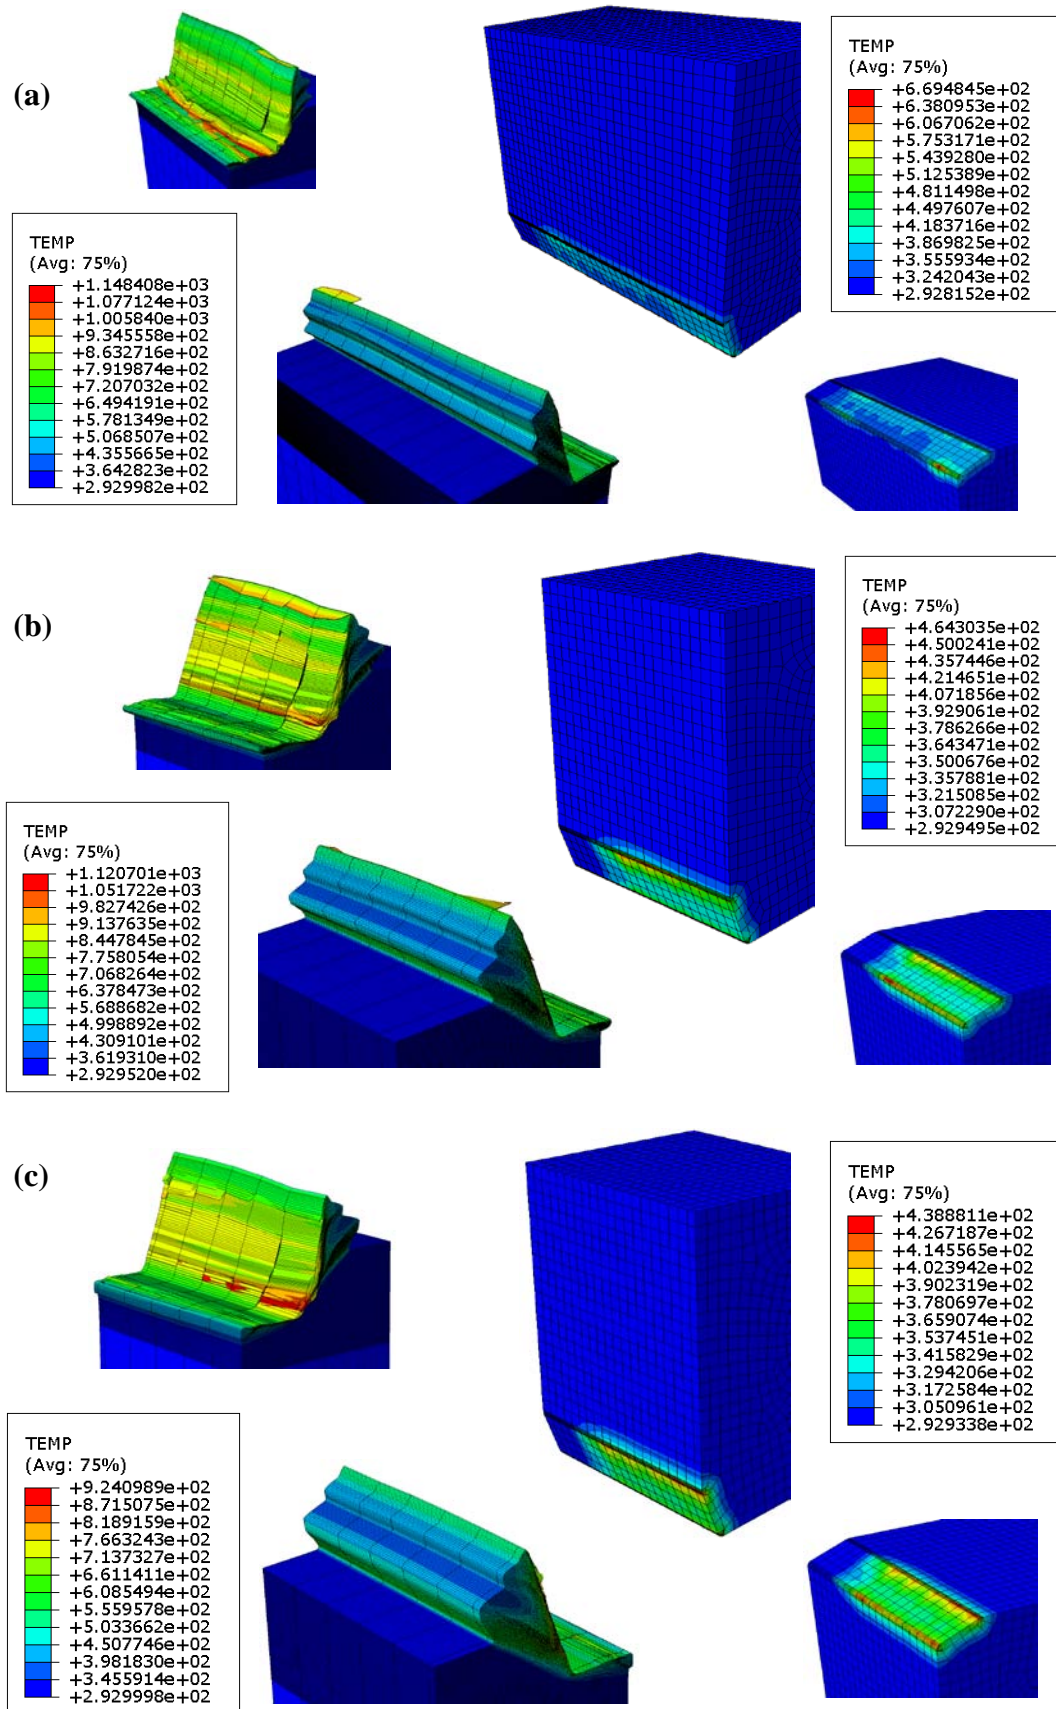 (a)
TEMP
(Avg: 75%)
+6.694845e+02
+6.380953e+02
+6.067062e+02
+5.753171e+02
+5.439280e+02
+5.125389e+02
+4.811498e+02
+4.497607e+02
+4.183716e+02
+3.869825e+02
+3.555934e+02
+3.242043e+02
+2.928152e+02
TEMP
(Avg: 75%)
+1.148408e+03
+1.077124e+03
+1.005840e+03
+9.345558e+02
+8.632716e+02
+7.919874e+02
+7.207032e+02
+6.494191e+02
+5.781349e+02
+5.068507e+02
+4.355665e+02
+3.642823e+02
+2.929982e+02
(b)
TEMP
(Avg: 75%)
+4.643035e+02
+4.500241e+02
+4.357446e+02
+4.214651e+02
+4.071856e+02
+3.929061e+02
+3.786266e+02
+3.643471e+02
+3.500676e+02
+3.357881e+02
+3.215085e+02
+3.072290e+02
+2.929495e+02
TEMP
(Avg: 75%)
+1.120701e+03
+1.051722e+03
+9.827426e+02
+9.137635e+02
+8.447845e+02
+7.758054e+02
+7.068264e+02
+6.378473e+02
+5.688682e+02
+4.998892e+02
+4.309101e+02
+3.619310e+02
+2.929520e+02
(c)
TEMP
(Avg: 75%)
+4.388811e+02
+4.267187e+02
+4.145565e+02
+4.023942e+02
+3.902319e+02
+3.780697e+02
+3.659074e+02
+3.537451e+02
+3.415829e+02
+3.294206e+02
+3.172584e+02
+3.050961e+02
+2.929338e+02
TEMP
(Avg: 75%)
+9.240989e+02
+8.715075e+02
+8.189159e+02
+7.663243e+02
+7.137327e+02
+6.611411e+02
+6.085494e+02
+5.559578e+02
+5.033662e+02
+4.507746e+02
+3.981830e+02
+3.455914e+02
+2.929998e+02